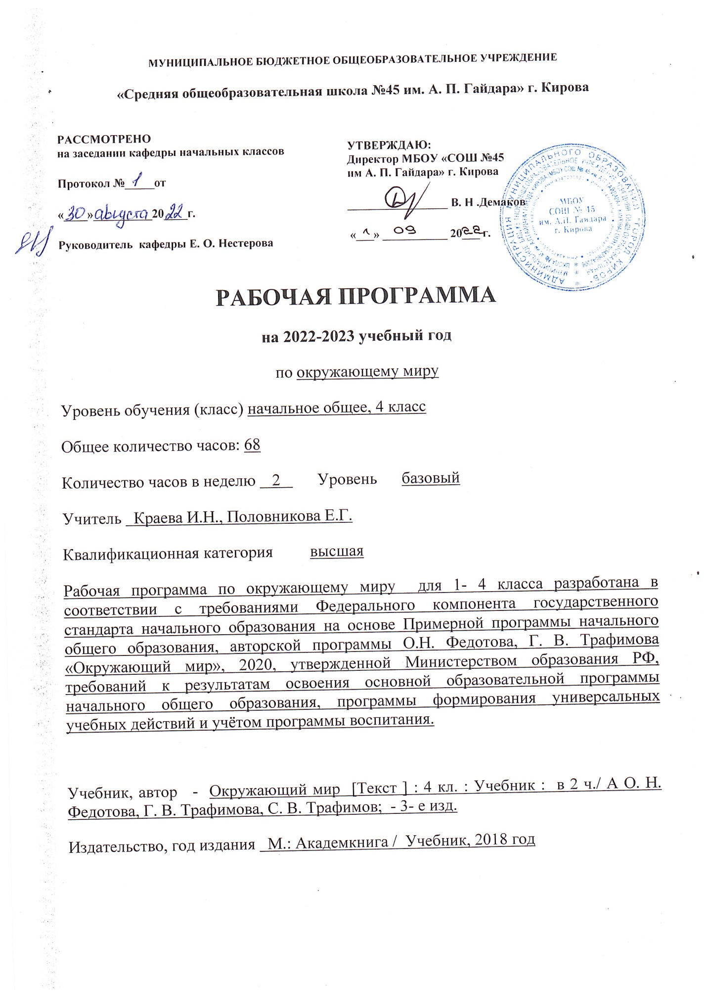 МУНИЦИПАЛЬНОЕ БЮДЖЕТНОЕ ОБЩЕОБРАЗОВАТЕЛЬНОЕ УЧРЕЖДЕНИЕ
«Средняя общеобразовательная школа №45 им. А. П. Гайдара» г. Кирова
РАССМОТРЕНО
на заседании кафедры начальных классов
Протокол № 1 от
«30» августа 2022 г.
Руководитель кафедры Е. О. Нестерова
УТВЕРЖДАЮ:
Директор МБОУ «СОШ №45
им А. П. Гайдара» г. Кирова
В. Н .Демаков
«1» 09 2022 г.
АДМИНИСТРАЦИЯ МУНИЦИПАЛЬНОГО ОБРАЗОВАНИЯ "ГОРОД КИРОВ"
МБОУ
СОШ № 45
им. А.П. Гайдара
г. Кирова
РАБОЧАЯ ПРОГРАММА
на 2022-2023 учебный год
по окружающему миру
Уровень обучения (класс) начальное общее, 4 класс
Общее количество часов: 68
Количество часов в неделю 2 Уровень базовый
Учитель Краева И.Н., Половникова Е.Г.
Квалификационная категория высшая
Рабочая программа по окружающему миру для 1- 4 класса разработана в
соответствии с требованиями Федерального компонента государственного
стандарта начального образования на основе Примерной программы начального
общего образования, авторской программы О.Н. Федотова, Г. В. Трафимова
«Окружающий мир», 2020, утвержденной Министерством образования РФ,
требований к результатам освоения основной образовательной программы
начального общего образования, программы формирования универсальных
учебных действий и учётом программы воспитания.
Учебник, автор - Окружающий мир [Текст ] : 4 кл. : Учебник : в 2 ч./ А О. Н.
Федотова, Г. В. Трафимова, С. В. Трафимов; - 3- е изд.
Издательство, год издания М.: Академкнига / Учебник, 2018 год